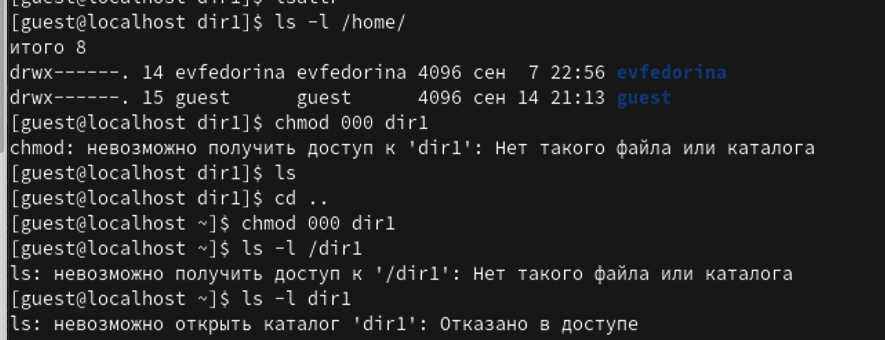 [guest@localhost dir1]$ lsattr
[guest@localhost dir1]$ ls -l /home/
итого 8
drwx------. 14 evfedorina evfedorina 4096 сен  7 22:56 evfedorina
drwx------. 15 guest      guest      4096 сен 14 21:13 guest
[guest@localhost dir1]$ chmod 000 dir1
chmod: невозможно получить доступ к 'dir1': Нет такого файла или каталога
[guest@localhost dir1]$ ls
[guest@localhost dir1]$ cd ..
[guest@localhost ~]$ chmod 000 dir1
[guest@localhost ~]$ ls -l /dir1
ls: невозможно получить доступ к '/dir1': Нет такого файла или каталога
[guest@localhost ~]$ ls -l dir1
ls: невозможно открыть каталог 'dir1': Отказано в доступе